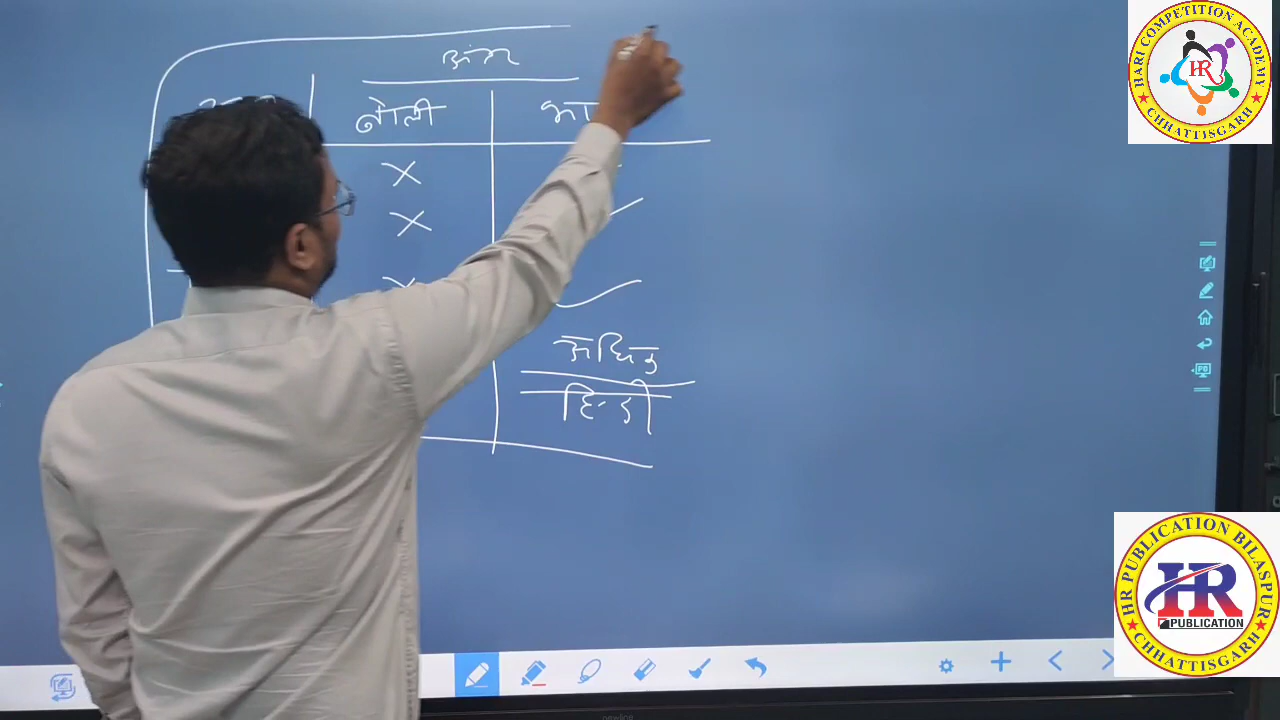 अंतर
बोली
भा
अधिक
हिन्दी
HARI COMPETITION ACADEMY
HR
CHHATTISGARH
HR PUBLICATION BILASPUR
HR
PUBLICATION
CHHATTISGARH